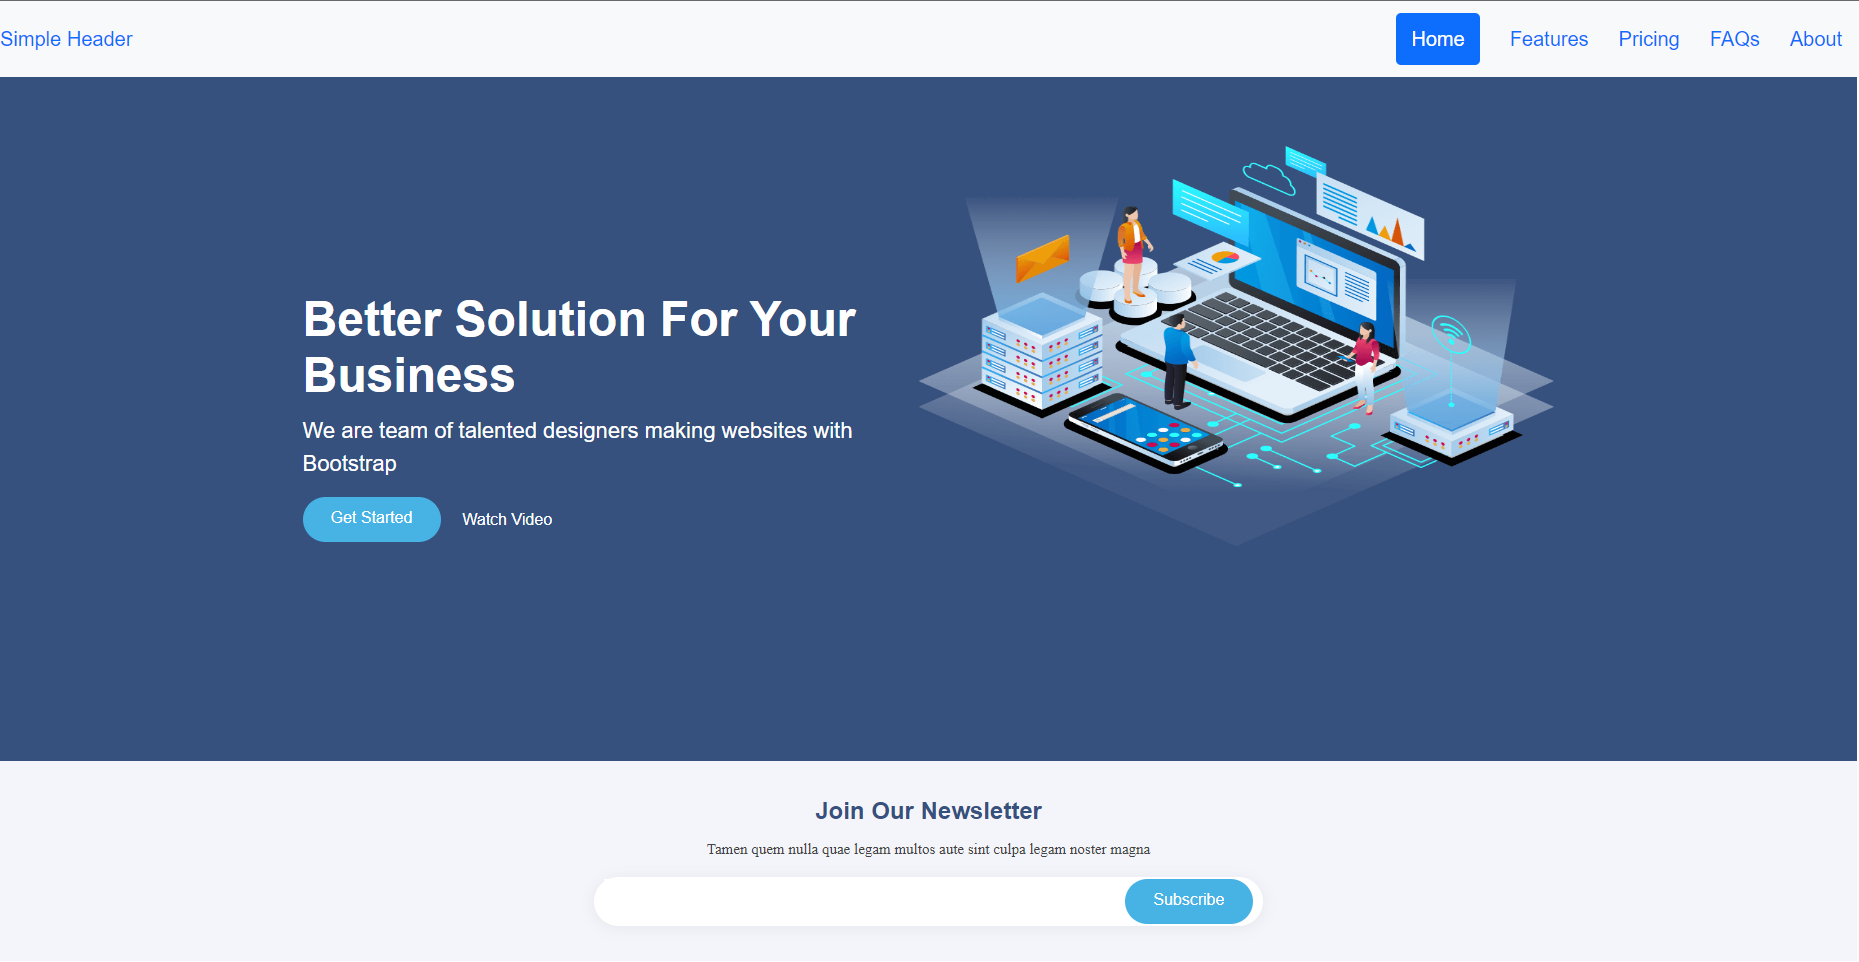 Simple Header
Home
Features
Pricing
FAQs
About
Better Solution For Your
Business
We are team of talented designers making websites with
Bootstrap
Get Started
Watch Video
Join Our Newsletter
Tamen quem nulla quae legam multos aute sint culpa legam noster magna
Subscribe